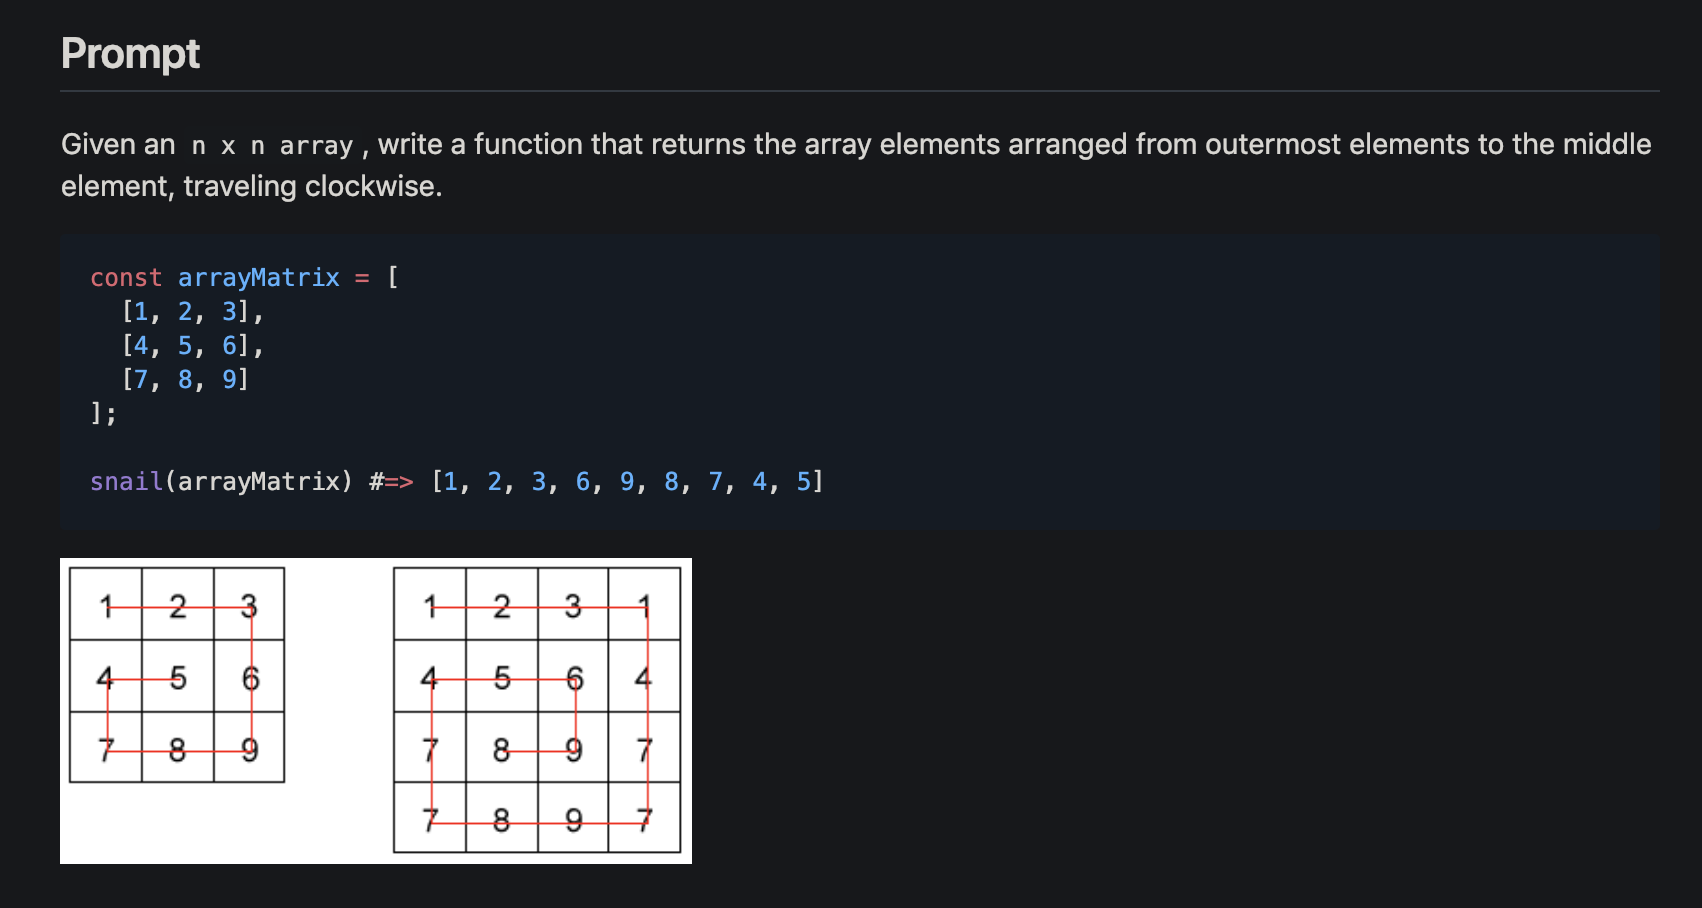 Prompt
Given an n x n array , write a function that returns the array elements arranged from outermost elements to the middle
element, traveling clockwise.
const arrayMatrix = [
  [1, 2, 3],
  [4, 5, 6],
  [7, 8, 9]
];
snail(arrayMatrix) #=> [1, 2, 3, 6, 9, 8, 7, 4, 5]
1 2 3 1 2 3 1
4 5 6 4 5 6 4
7 8 9 7 8 9 7
7 8 9 7